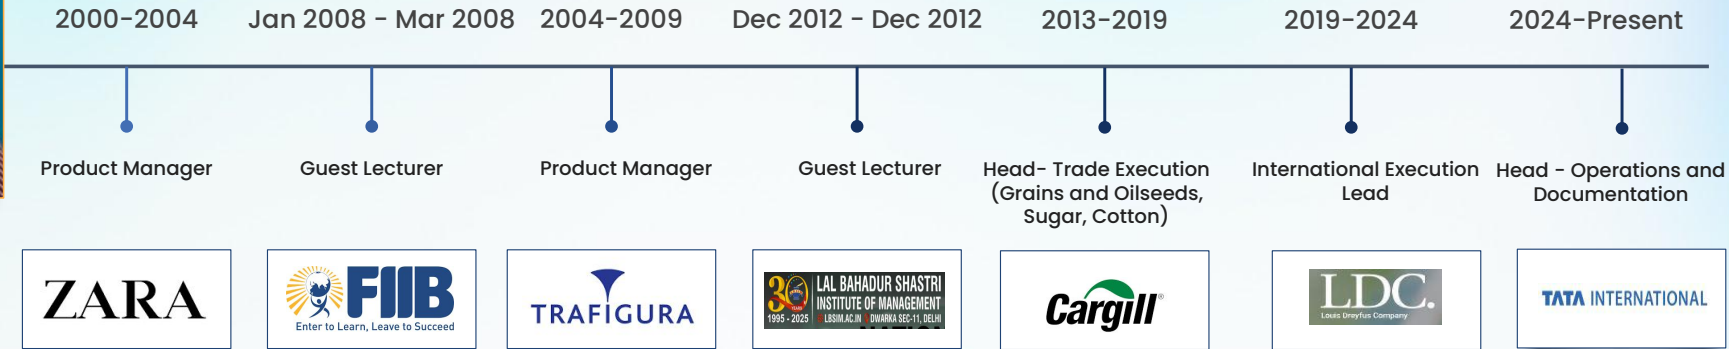 2000-2004
Jan 2008 - Mar 2008
2004-2009
Dec 2012 - Dec 2012
2013-2019
2019-2024
2024-Present
Product Manager
Guest Lecturer
Product Manager
Guest Lecturer
Head- Trade Execution
(Grains and Oilseeds,
Sugar, Cotton)
International Execution
Lead
Head - Operations and
Documentation
ZARA
FIIB
Enter to Learn, Leave to Succeed
TRAFIGURA
30
YEARS
1995 - 2025
LAL BAHADUR SHASTRI
INSTITUTE OF MANAGEMENT
LBSIM.AC.IN DWARKA SEC-11, DELHI
Cargill®
LDC.
Louis Dreyfus Company
TATA INTERNATIONAL